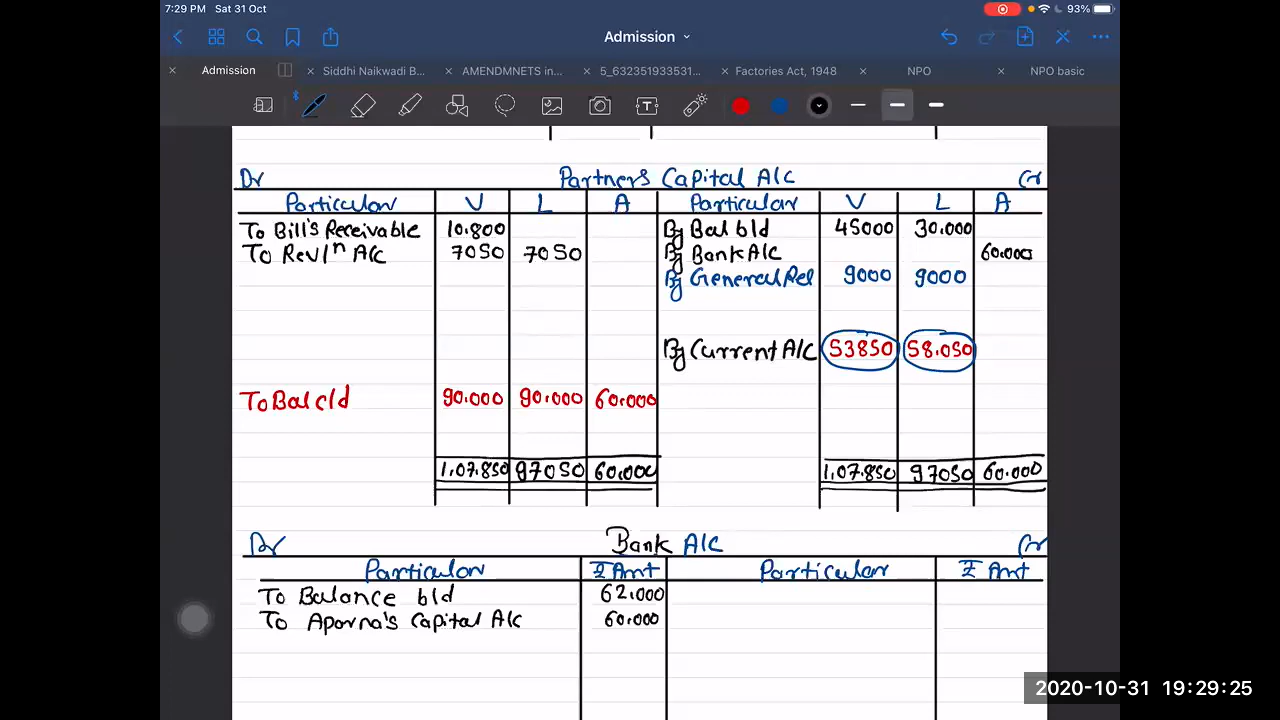 7:29 PM Sat 31 Oct 93%
Admission
Admission Siddhi Naikwadi B... AMENDMNETS in... 5_632351933531... Factories Act, 1948 NPO NPO basic
Dr Partners Capital A/c Cr
Particular V L A Particular V L A
To Bill's Receivable 10.800 By Bal b/d 45000 30.000
To Rev/n A/c 7050 7050 By Bank A/c 60.000
By General Rel 9000 9000
By Current A/c 53850 58.050
To Bal c/d 90.000 90.000 60.000
1,07.850 97050 60.000 1,07.850 97050 60.000
Dr Bank A/c Cr
Particular ₹ Amt Particular ₹ Amt
To Balance b/d 62.000
To Aparna's Capital A/c 60.000
2020-10-31 19:29:25